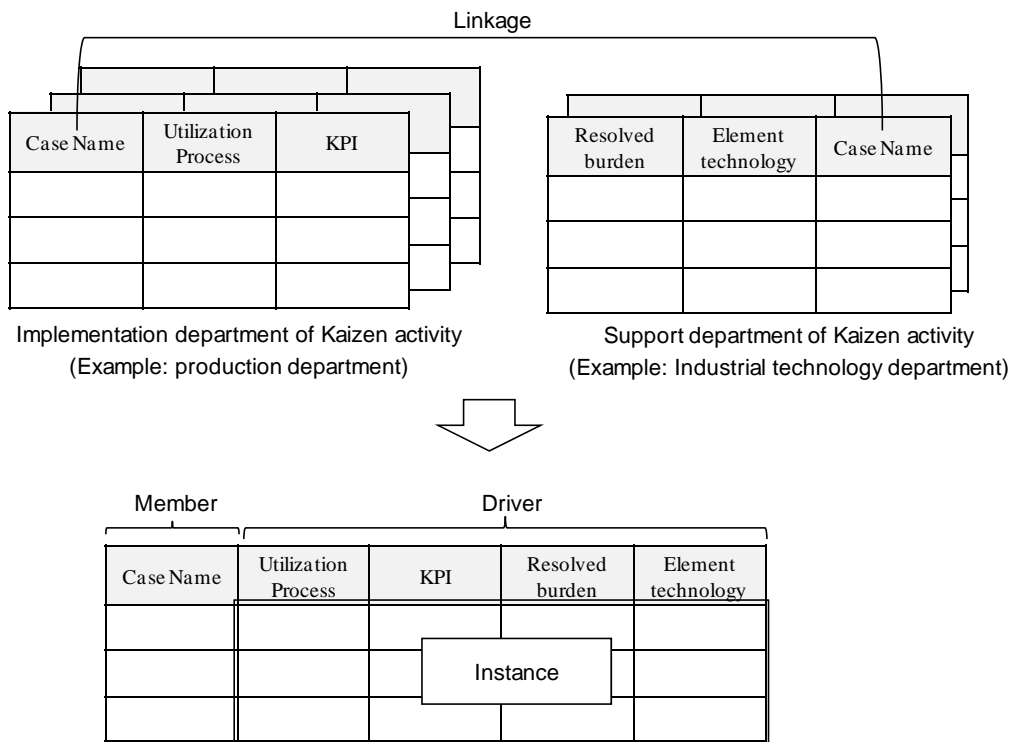 Linkage
Case Name
Utilization
Process
KPI
Resolved
burden
Element
technology
Case Name
Implementation department of Kaizen activity
(Example: production department)
Support department of Kaizen activity
(Example: Industrial technology department)
Member
Driver
Case Name
Utilization
Process
KPI
Resolved
burden
Element
technology
Instance